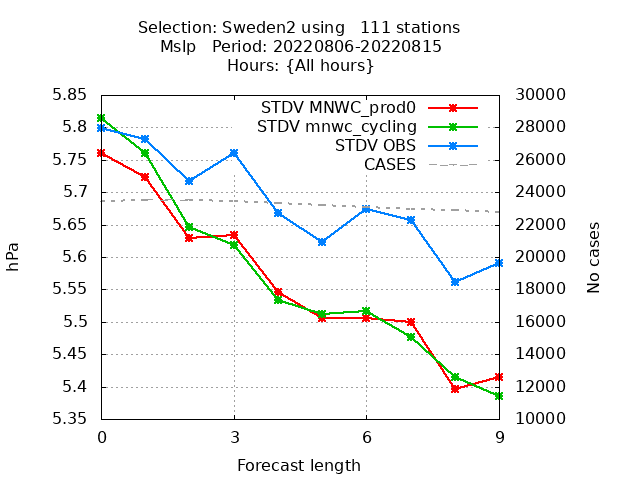 Selection: Sweden2 using   111 stations
Mslp   Period: 20220806-20220815
Hours: {All hours}
STDV MNWC_prod0
STDV mnwc_cycling
STDV OBS
CASES
5.85
5.8
5.75
5.7
5.65
5.6
5.55
5.5
5.45
5.4
5.35
hPa
30000
28000
26000
24000
22000
20000
18000
16000
14000
12000
10000
No cases
0 3 6 9
Forecast length